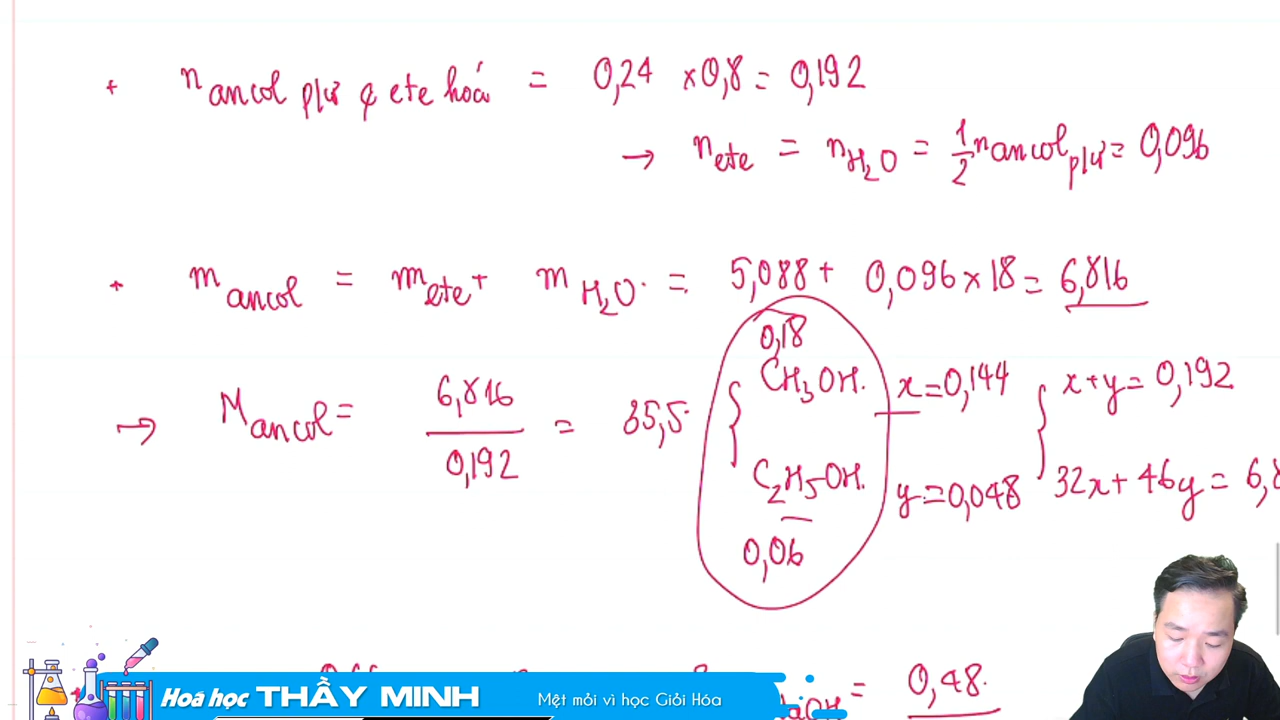 + n ancol p/ư ¢ ete hoá = 0,24 × 0,8 = 0,192
→ n ete = n H₂O = 1/2 n ancol p/ư = 0,096
+ m ancol = m ete + m H₂O = 5,088 + 0,096 × 18 = 6,816
0,18
→ M ancol = 6,816 / 0,192 = 35,5 { CH₃OH. x = 0,144 { x + y = 0,192
C₂H₅OH. y = 0,048 32x + 46y = 6,8
0,06
= 0,48.
Hoá học THẦY MINH Mệt mỏi vì học Giỏi Hóa